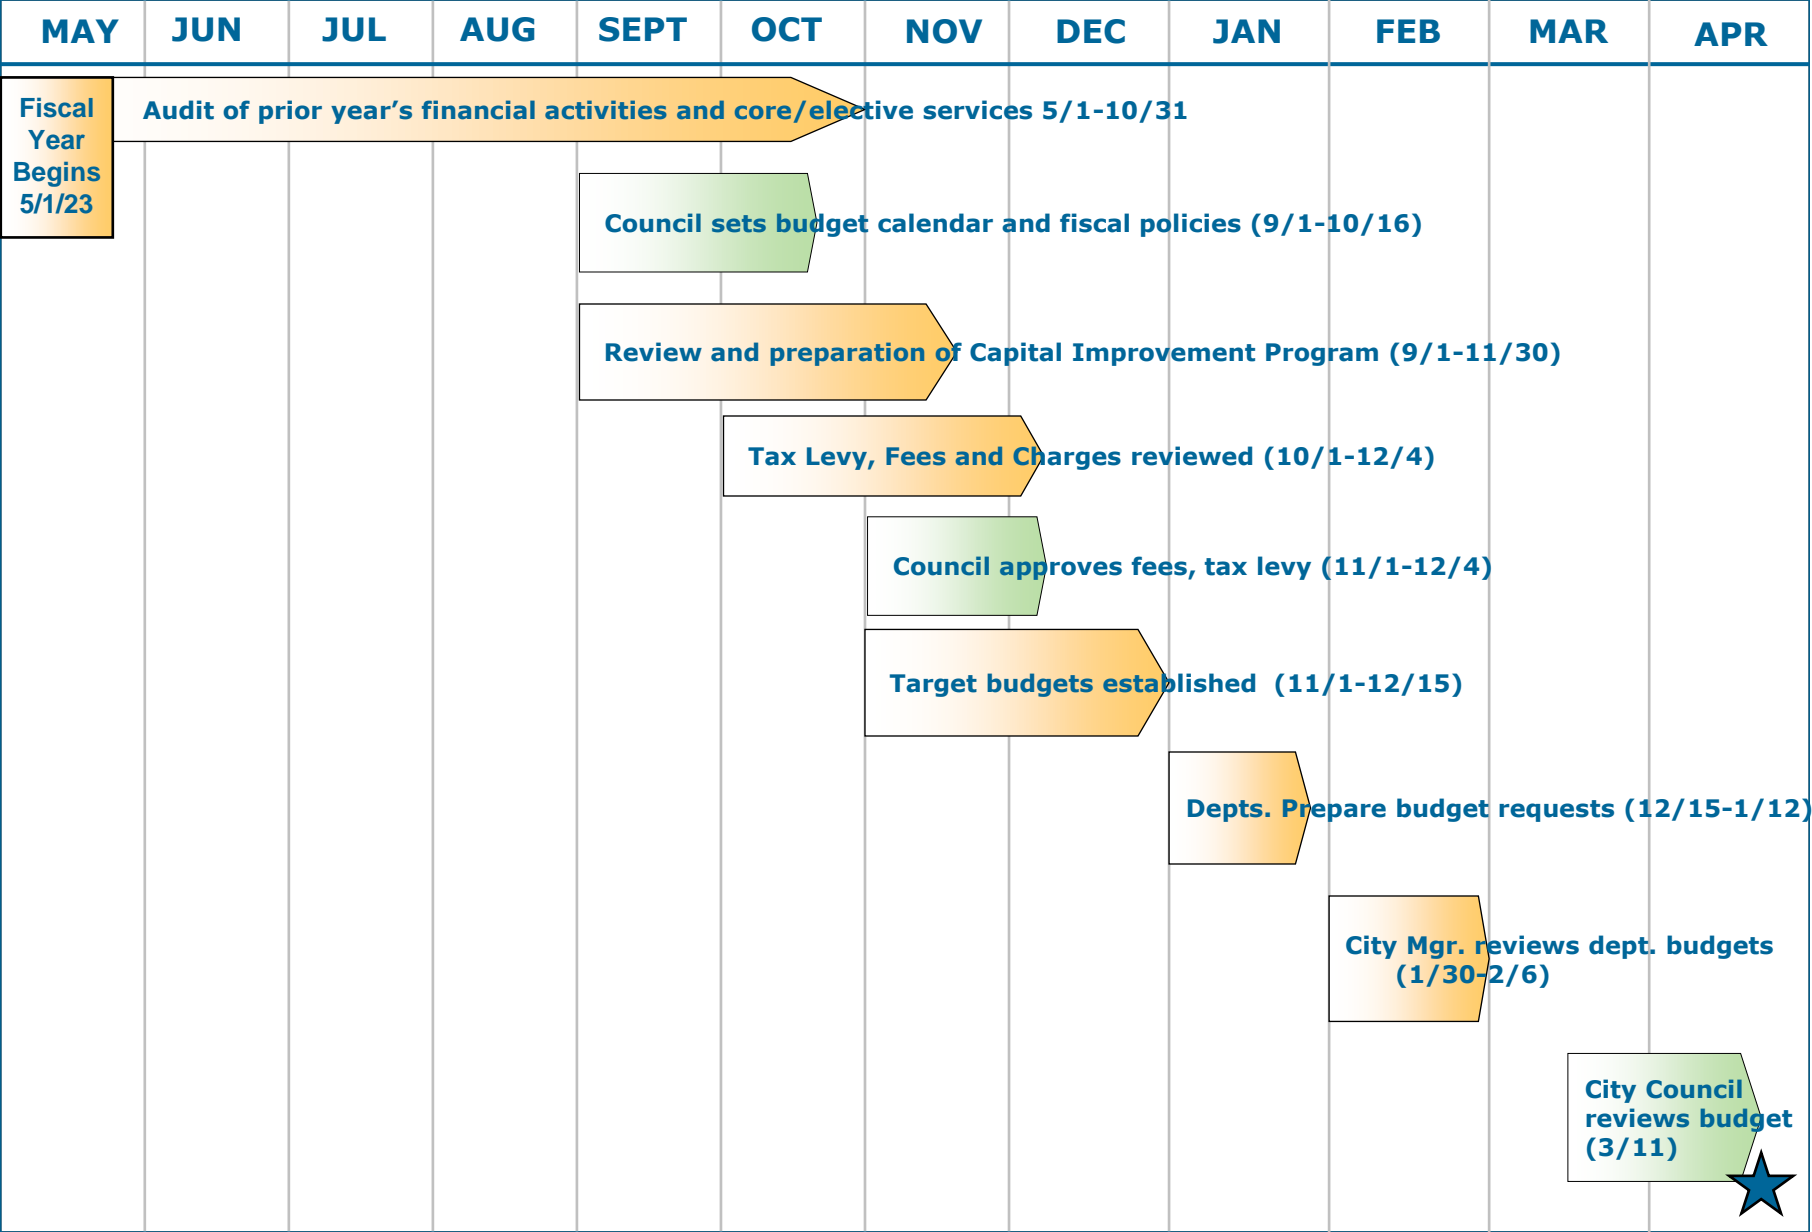 MAY JUN JUL AUG SEPT OCT NOV DEC JAN FEB MAR APR
Fiscal
Year
Begins
5/1/23
Audit of prior year’s financial activities and core/elective services 5/1-10/31
Council sets budget calendar and fiscal policies (9/1-10/16)
Review and preparation of Capital Improvement Program (9/1-11/30)
Tax Levy, Fees and Charges reviewed (10/1-12/4)
Council approves fees, tax levy (11/1-12/4)
Target budgets established (11/1-12/15)
Depts. Prepare budget requests (12/15-1/12)
City Mgr. reviews dept. budgets
(1/30-2/6)
City Council
reviews budget
(3/11)